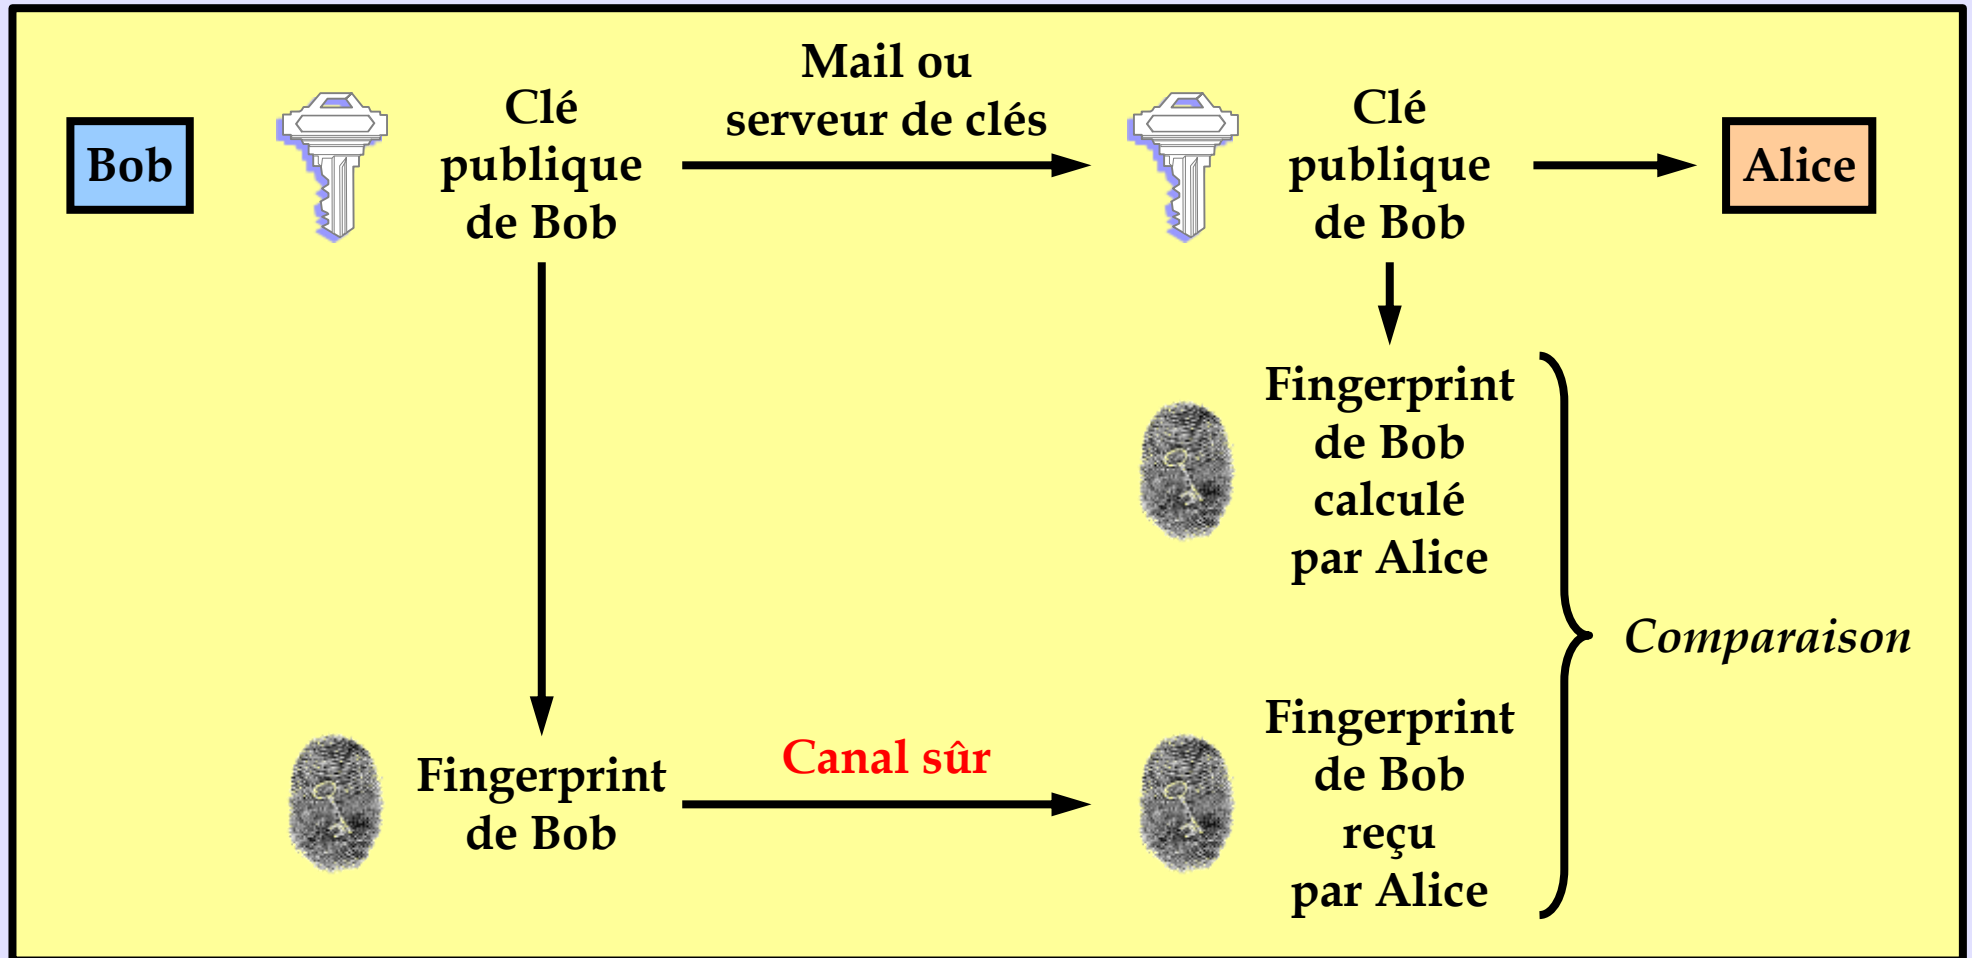 Bob
Clé
publique
de Bob
Mail ou
serveur de clés
Clé
publique
de Bob
Alice
Fingerprint
de Bob
calculé
par Alice
Comparaison
Fingerprint
de Bob
Canal sûr
Fingerprint
de Bob
reçu
par Alice